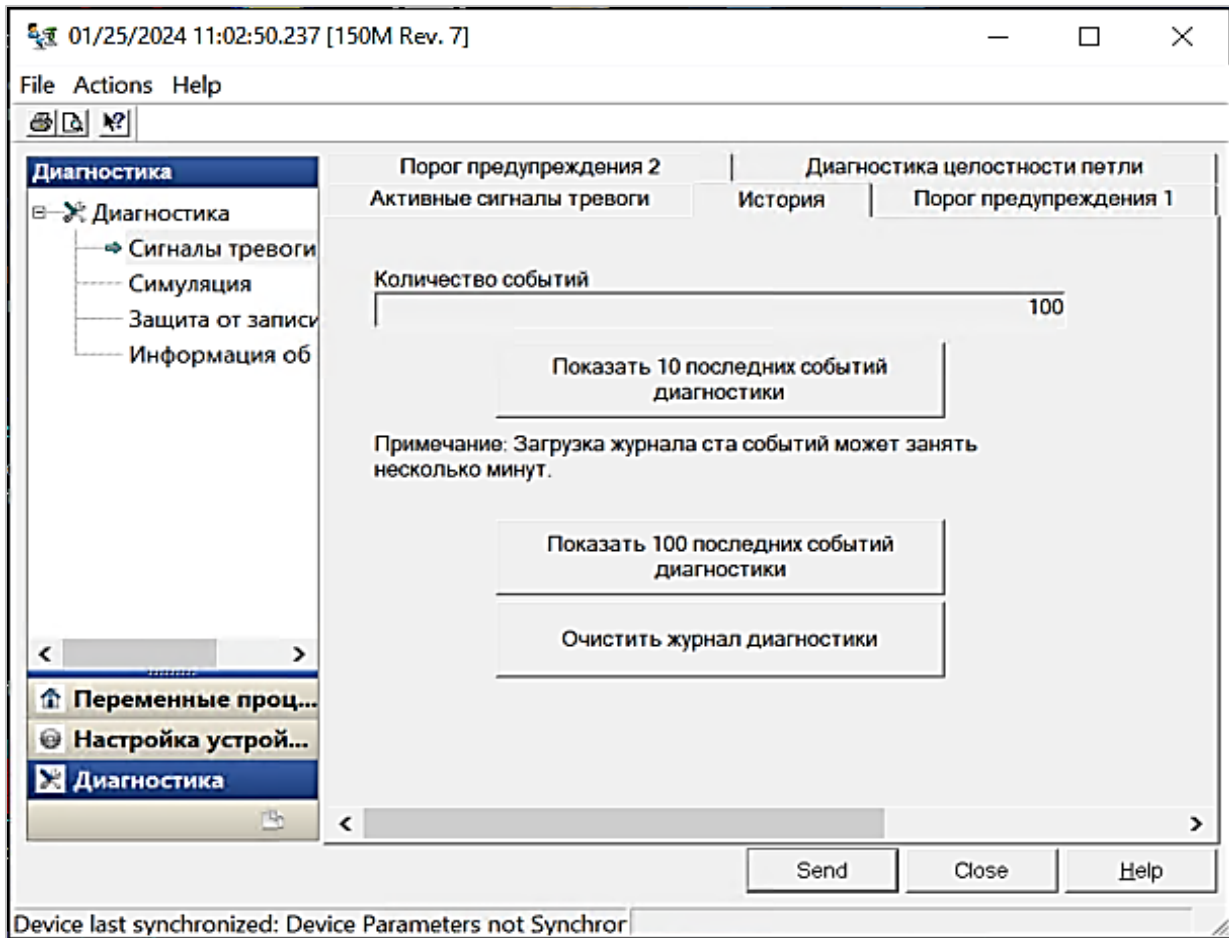 01/25/2024 11:02:50.237 [150M Rev. 7]
File Actions Help
Диагностика
Диагностика
Сигналы тревоги
Симуляция
Защита от записи
Информация об
Переменные проц...
Настройка устрой...
Диагностика
Порог предупреждения 2
Диагностика целостности петли
Активные сигналы тревоги
История
Порог предупреждения 1
Количество событий
100
Показать 10 последних событий
диагностики
Примечание: Загрузка журнала ста событий может занять
несколько минут.
Показать 100 последних событий
диагностики
Очистить журнал диагностики
Send
Close
Help
Device last synchronized: Device Parameters not Synchror